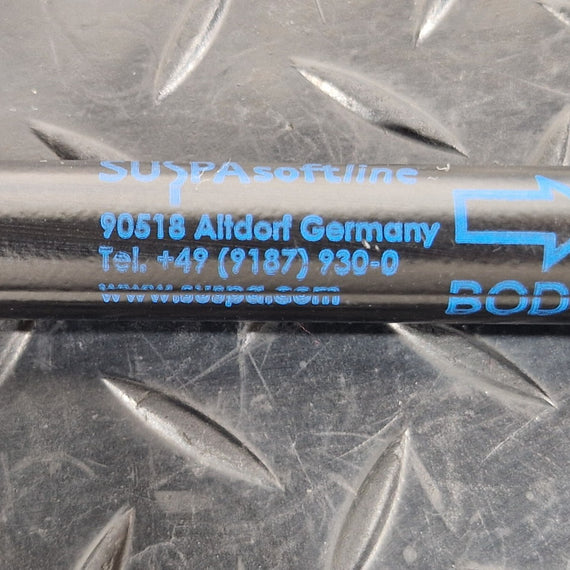 SUSPAsoftline
90518 Altdorf Germany
Tel. +49 (9187) 930-0
www.suspa.com
BOD